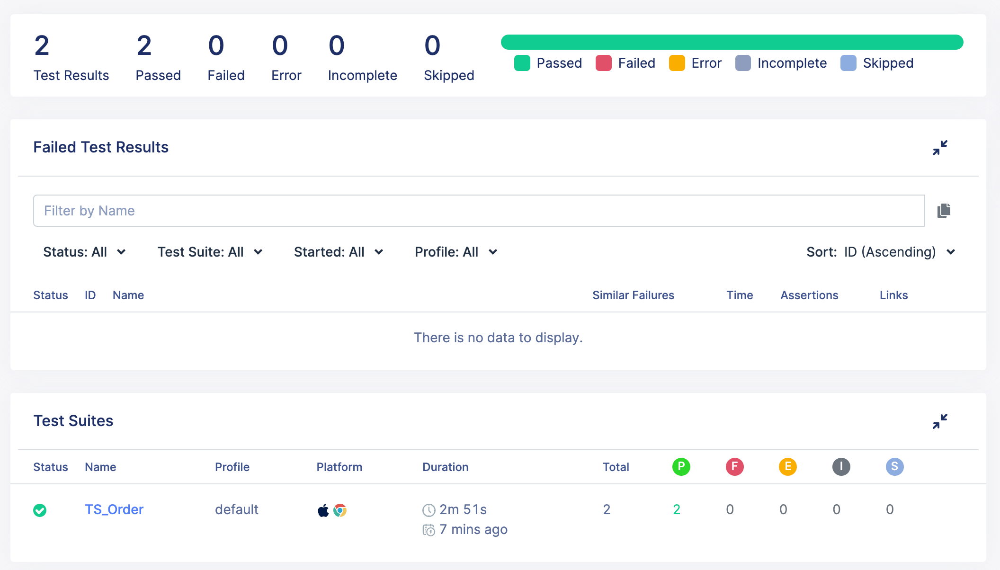 2 2 0 0 0 0
Test Results Passed Failed Error Incomplete Skipped
Passed Failed Error Incomplete Skipped
Failed Test Results
Filter by Name
Status: All Test Suite: All Started: All Profile: All Sort: ID (Ascending)
Status ID Name Similar Failures Time Assertions Links
There is no data to display.
Test Suites
Status Name Profile Platform Duration Total P F E I S
TS_Order default 2m 51s 2 2 0 0 0 0
7 mins ago